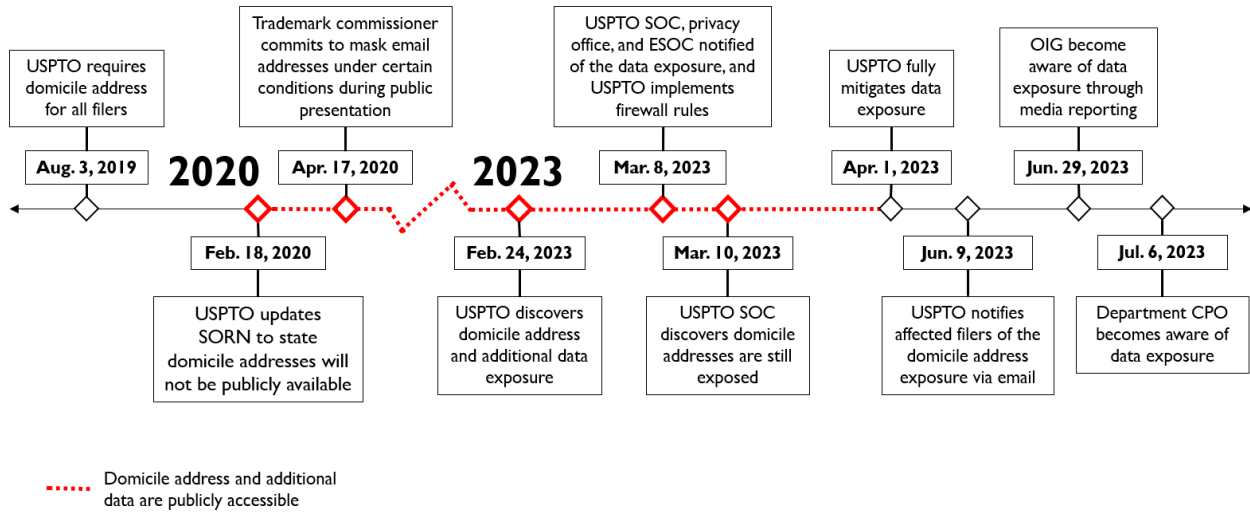 USPTO requires
domicile address
for all filers
Aug. 3, 2019
2020
Feb. 18, 2020
USPTO updates
SORN to state
domicile addresses will
not be publicly available
Trademark commissioner
commits to mask email
addresses under certain
conditions during public
presentation
Apr. 17, 2020
2023
Feb. 24, 2023
USPTO discovers
domicile address
and additional data
exposure
USPTO SOC, privacy
office, and ESOC notified
of the data exposure, and
USPTO implements
firewall rules
Mar. 8, 2023
Mar. 10, 2023
USPTO SOC
discovers domicile
addresses are still
exposed
USPTO fully
mitigates data
exposure
Apr. 1, 2023
Jun. 9, 2023
USPTO notifies
affected filers of the
domicile address
exposure via email
OIG become
aware of data
exposure through
media reporting
Jun. 29, 2023
Jul. 6, 2023
Department CPO
becomes aware of
data exposure
Domicile address and additional
data are publicly accessible